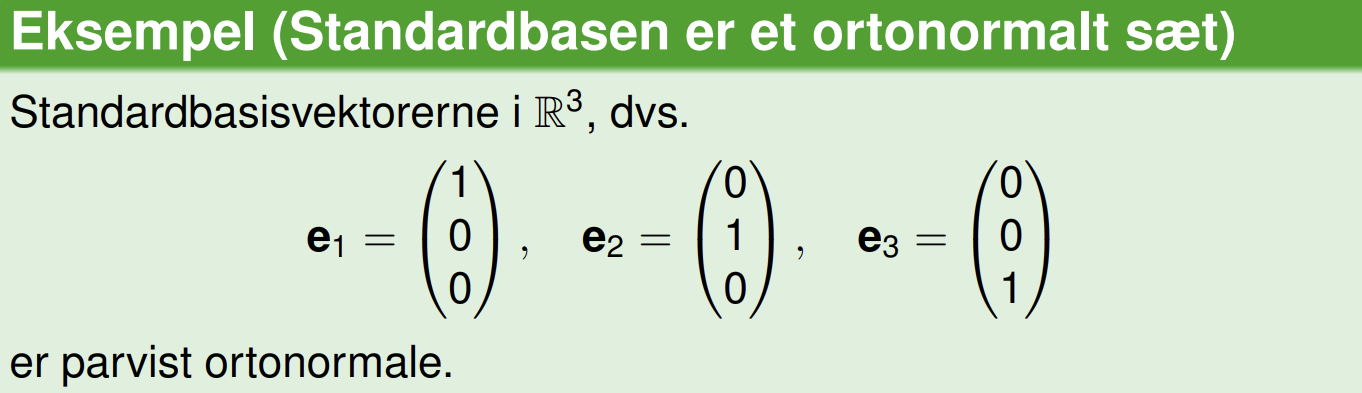 Eksempel (Standardbasen er et ortonormalt sæt)
Standardbasisvektorerne i ℝ³, dvs.
e₁ = (1 0 0), e₂ = (0 1 0), e₃ = (0 0 1)
er parvist ortonormale.